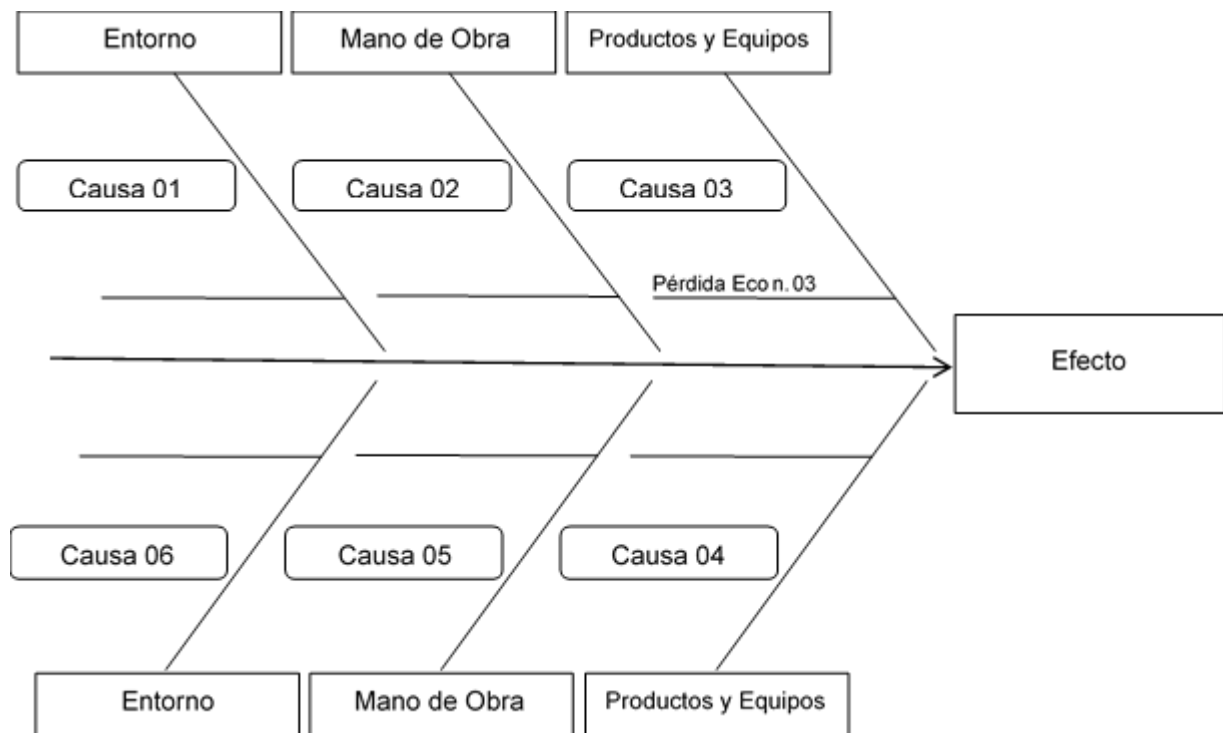 Entorno
Mano de Obra
Productos y Equipos
Causa 01
Causa 02
Causa 03
Pérdida Econ. 03
Efecto
Causa 06
Causa 05
Causa 04
Entorno
Mano de Obra
Productos y Equipos